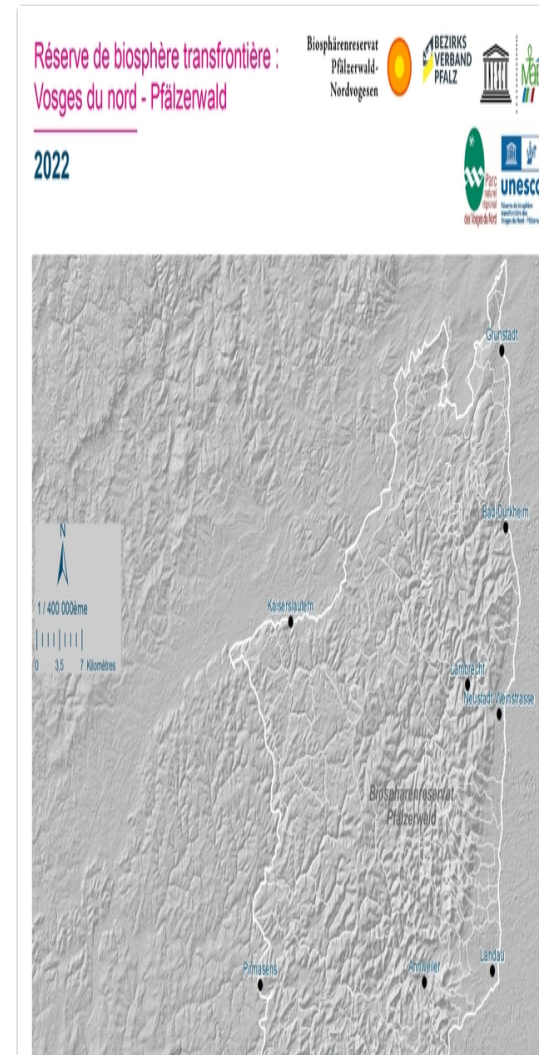 Réserve de biosphère transfrontière :
Vosges du nord - Pfälzerwald
2022
Biosphärenreservat
Pfälzerwald-
Nordvogesen
BEZIRKS
VERBAND
PFALZ
Parc
naturel
régional
des Vosges du Nord
unesco
Grünstadt
Bad-Dürkheim
N
1 / 400 000ème
0 3,5 7 Kilomètres
Kaiserslautern
Lambrecht
Neustadt Weinstrasse
Biosphärenreservat
Pfälzerwald
Pirmasens
Annweiler
Landau